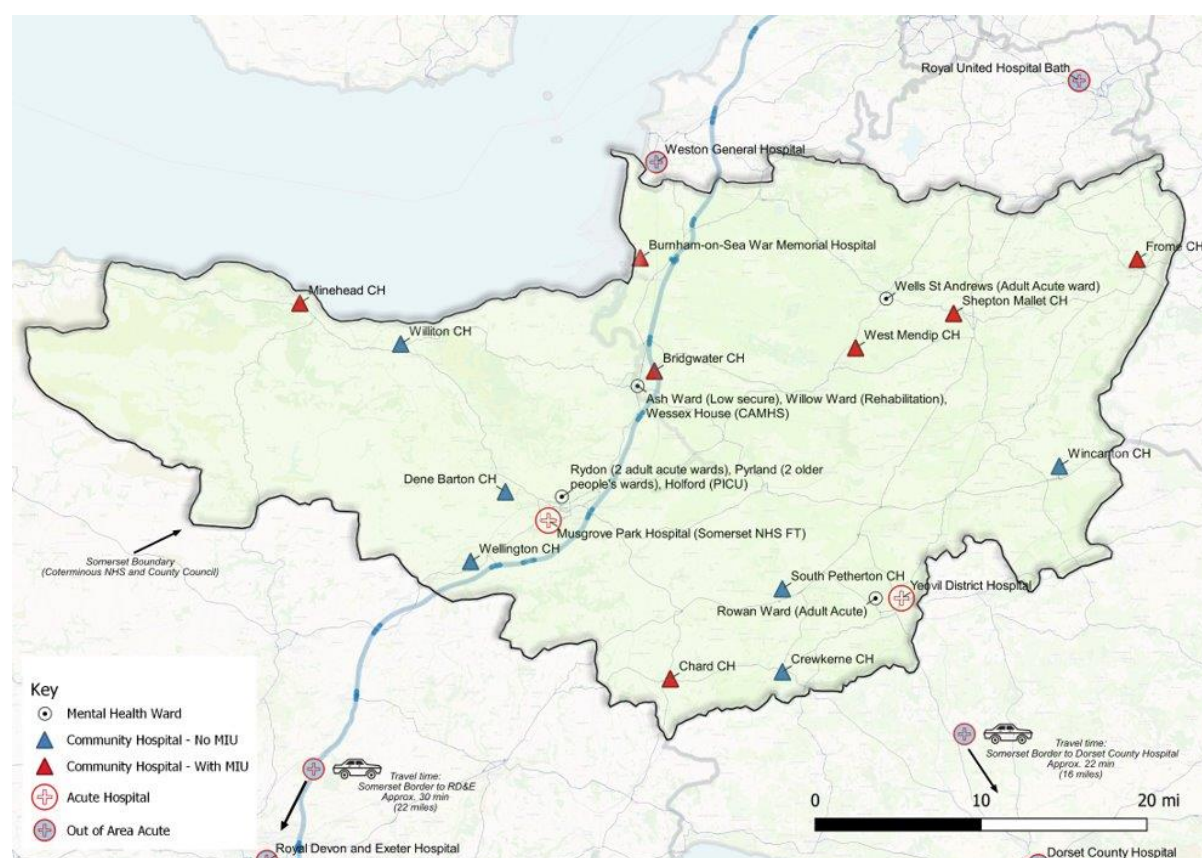 Royal United Hospital Bath
Weston General Hospital
Burnham-on-Sea War Memorial Hospital
Frome CH
Wells St Andrews (Adult Acute ward)
Minehead CH
Shepton Mallet CH
Williton CH
West Mendip CH
Bridgwater CH
Ash Ward (Low secure), Willow Ward (Rehabilitation),
Wessex House (CAMHS)
Wincanton CH
Dene Barton CH
Rydon (2 adult acute wards), Pyrland (2 older
people's wards), Holford (PICU)
Musgrove Park Hospital (Somerset NHS FT)
Somerset Boundary
(Coterminous NHS and County Council)
Wellington CH
South Petherton CH
Yeovil District Hospital
Rowan Ward (Adult Acute)
Chard CH
Crewkerne CH
Key
Mental Health Ward
Community Hospital - No MIU
Community Hospital - With MIU
Acute Hospital
Out of Area Acute
Travel time:
Somerset Border to RD&E
Approx. 30 min
(22 miles)
Travel time:
Somerset Border to Dorset County Hospital
Approx. 22 min
(16 miles)
0 10 20 mi
Royal Devon and Exeter Hospital
Dorset County Hospital